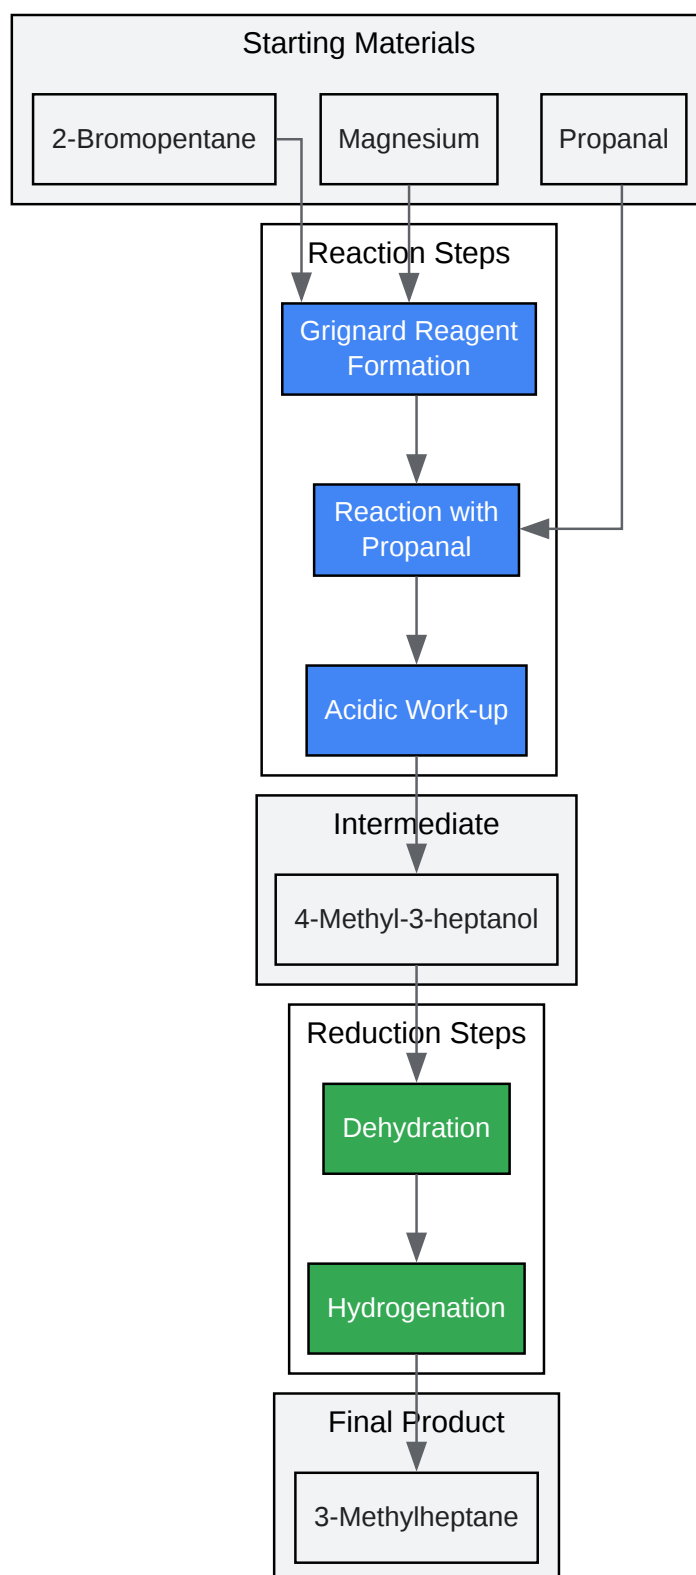 Starting Materials
2-Bromopentane
Magnesium
Propanal
Reaction Steps
Grignard Reagent
Formation
Reaction with
Propanal
Acidic Work-up
Intermediate
4-Methyl-3-heptanol
Reduction Steps
Dehydration
Hydrogenation
Final Product
3-Methylheptane